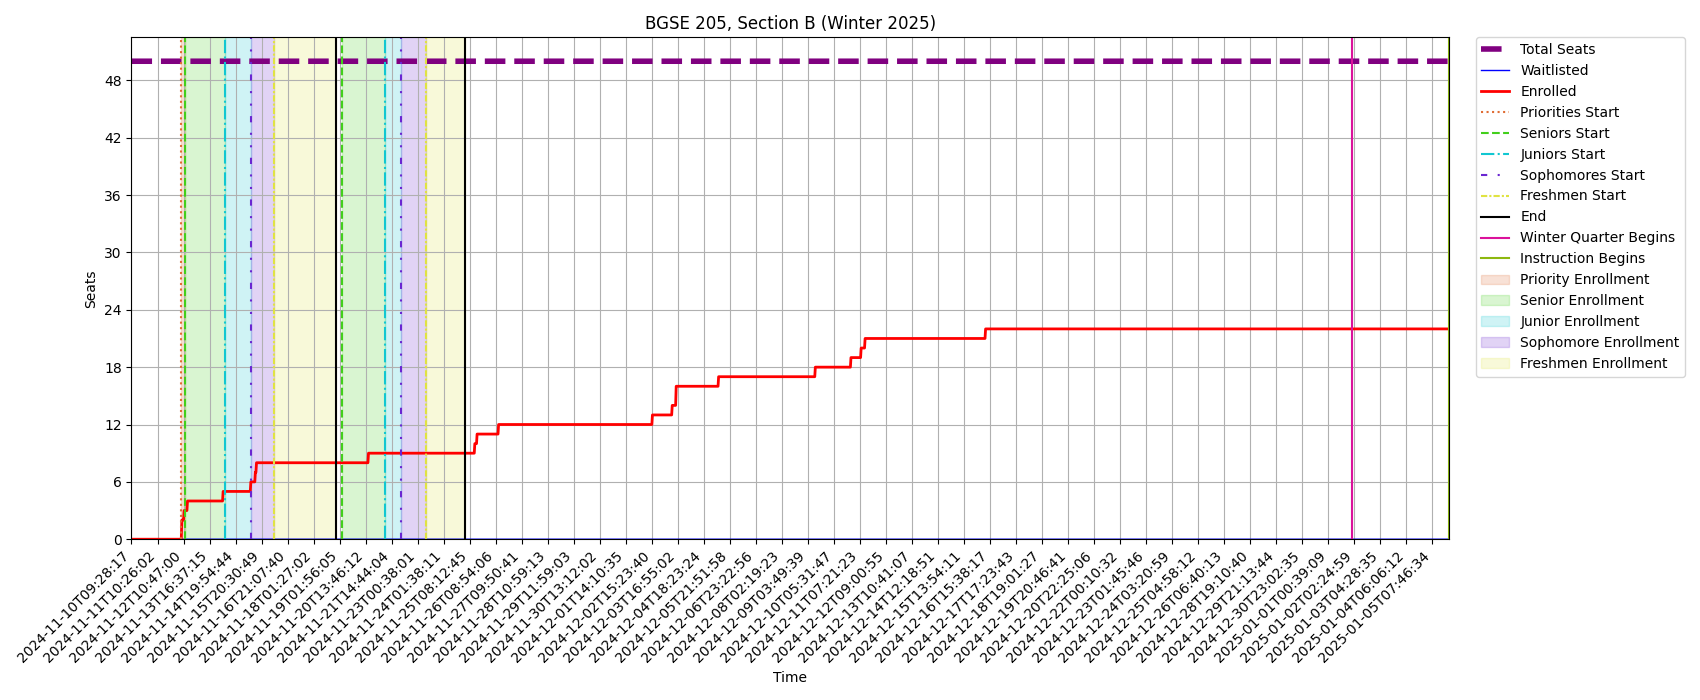 BGSE 205, Section B (Winter 2025)
Seats
48
42
36
30
24
18
12
6
0
2024-11-10T09:28:17
2024-11-11T10:26:02
2024-11-12T10:47:00
2024-11-13T16:37:15
2024-11-14T19:54:44
2024-11-15T20:30:49
2024-11-16T21:07:40
2024-11-18T01:27:02
2024-11-19T01:56:05
2024-11-20T13:46:12
2024-11-21T14:44:04
2024-11-23T00:38:01
2024-11-24T01:38:11
2024-11-25T08:12:45
2024-11-26T08:54:06
2024-11-27T09:50:41
2024-11-28T10:59:13
2024-11-29T11:59:03
2024-11-30T13:12:02
2024-12-01T14:10:35
2024-12-02T15:23:40
2024-12-03T16:55:02
2024-12-04T18:23:24
2024-12-05T21:51:58
2024-12-06T23:22:56
2024-12-08T02:19:23
2024-12-09T03:49:39
2024-12-10T05:31:47
2024-12-11T07:21:23
2024-12-12T09:00:55
2024-12-13T10:41:07
2024-12-14T12:18:51
2024-12-15T13:54:11
2024-12-16T15:38:17
2024-12-17T17:23:43
2024-12-18T19:01:27
2024-12-19T20:46:41
2024-12-20T22:25:06
2024-12-22T00:10:32
2024-12-23T01:45:46
2024-12-24T03:20:59
2024-12-25T04:58:12
2024-12-26T06:40:13
2024-12-28T19:10:40
2024-12-29T21:13:44
2024-12-30T23:02:35
2025-01-01T00:39:09
2025-01-02T02:24:59
2025-01-03T04:28:35
2025-01-04T06:06:12
2025-01-05T07:46:34
Time
Total Seats
Waitlisted
Enrolled
Priorities Start
Seniors Start
Juniors Start
Sophomores Start
Freshmen Start
End
Winter Quarter Begins
Instruction Begins
Priority Enrollment
Senior Enrollment
Junior Enrollment
Sophomore Enrollment
Freshmen Enrollment